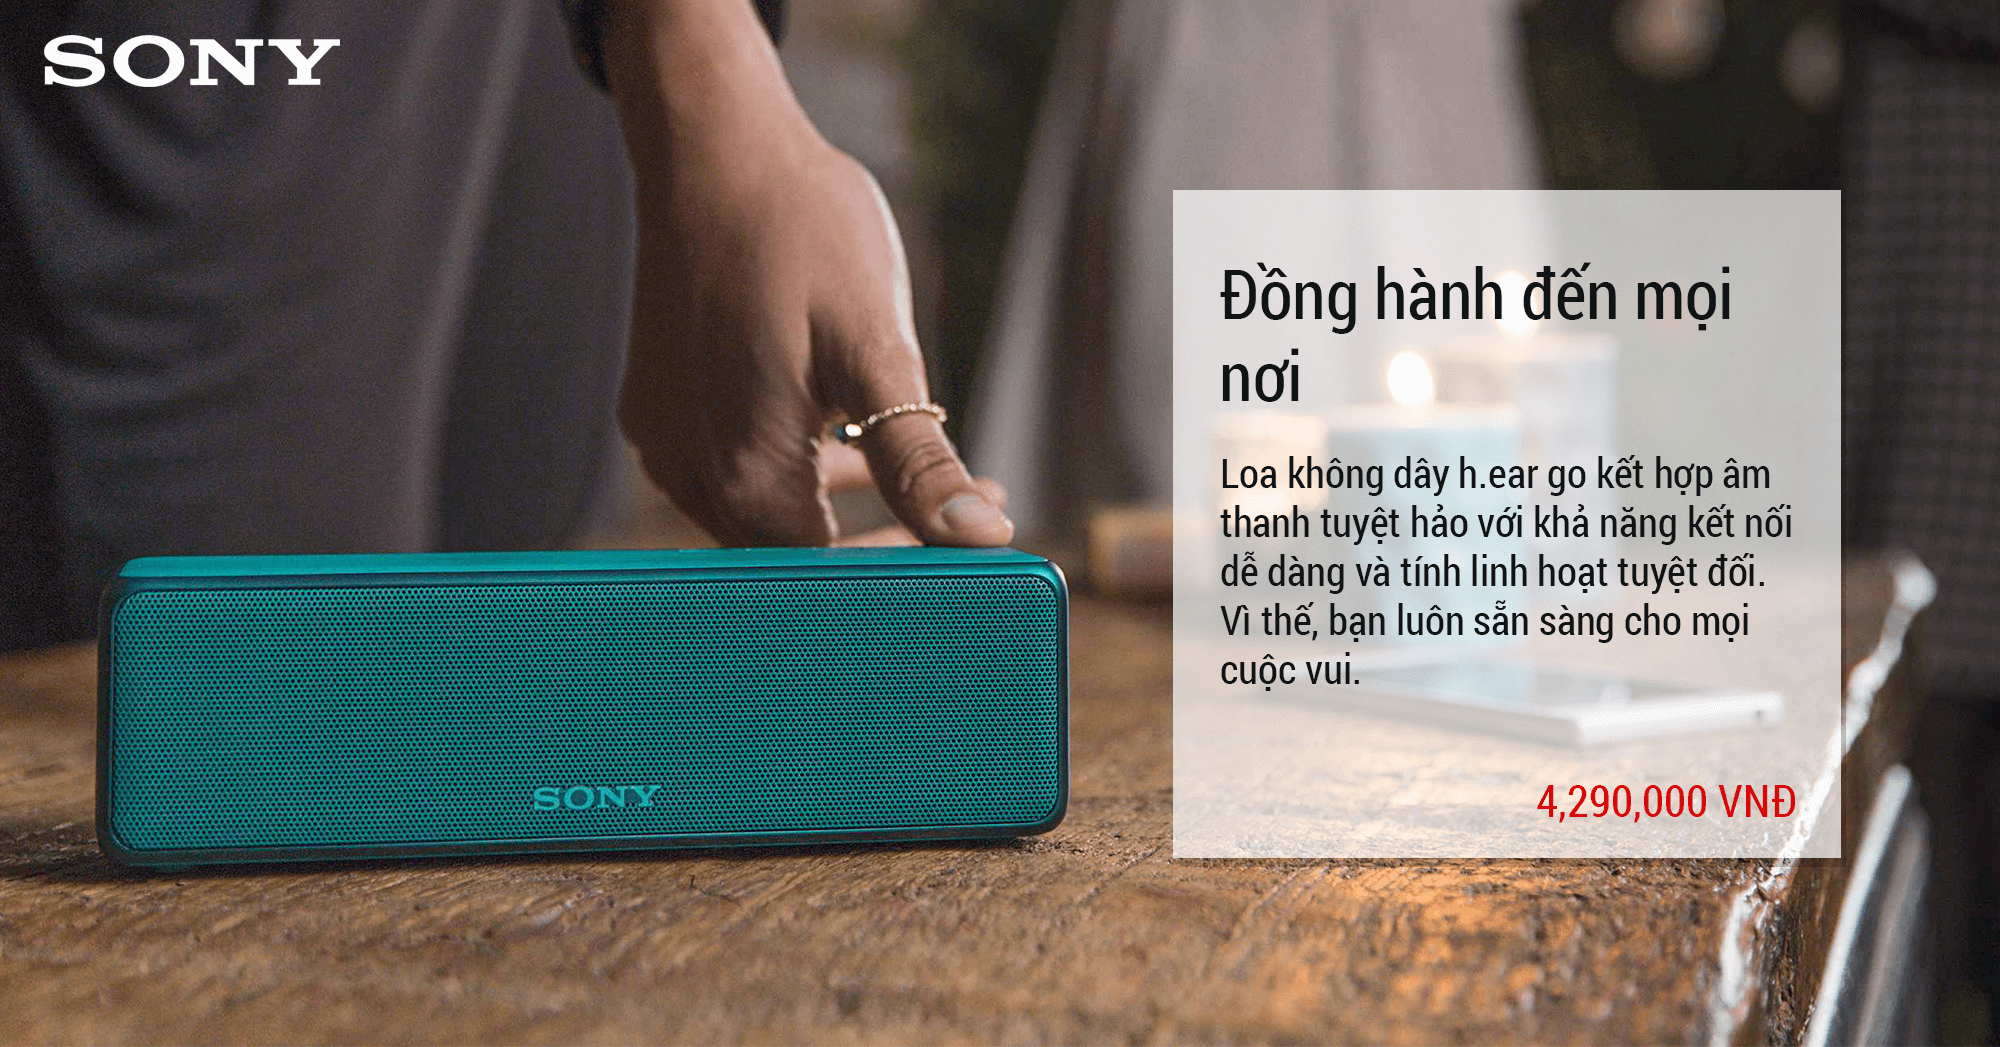 SONY
Đồng hành đến mọi
nơi
Loa không dây h.ear go kết hợp âm
thanh tuyệt hảo với khả năng kết nối
dễ dàng và tính linh hoạt tuyệt đối.
Vì thế, bạn luôn sẵn sàng cho mọi
cuộc vui.
SONY
4,290,000 VNĐ